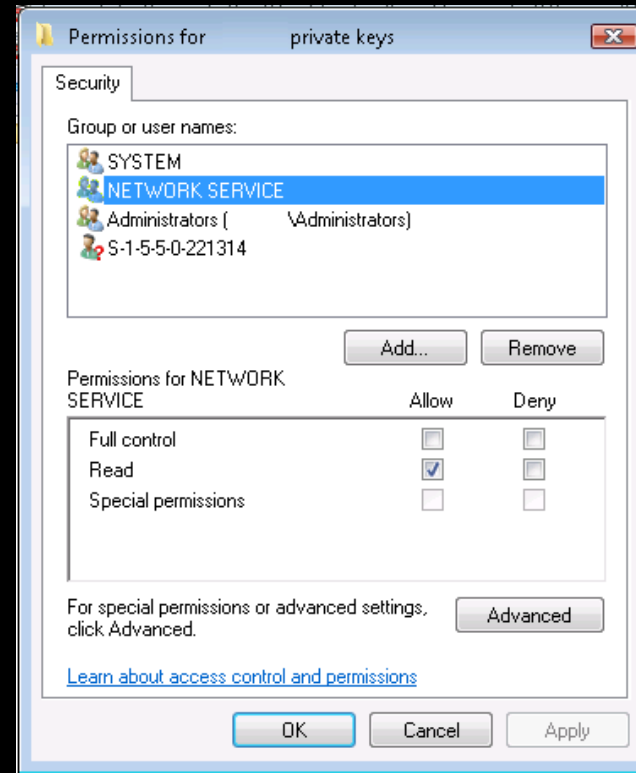 Permissions for private keys
Security
Group or user names:
SYSTEM
NETWORK SERVICE
Administrators ( \Administrators)
S-1-5-5-0-221314
Add... Remove
Permissions for NETWORK
SERVICE Allow Deny
Full control
Read
Special permissions
For special permissions or advanced settings,
click Advanced. Advanced
Learn about access control and permissions
OK Cancel Apply